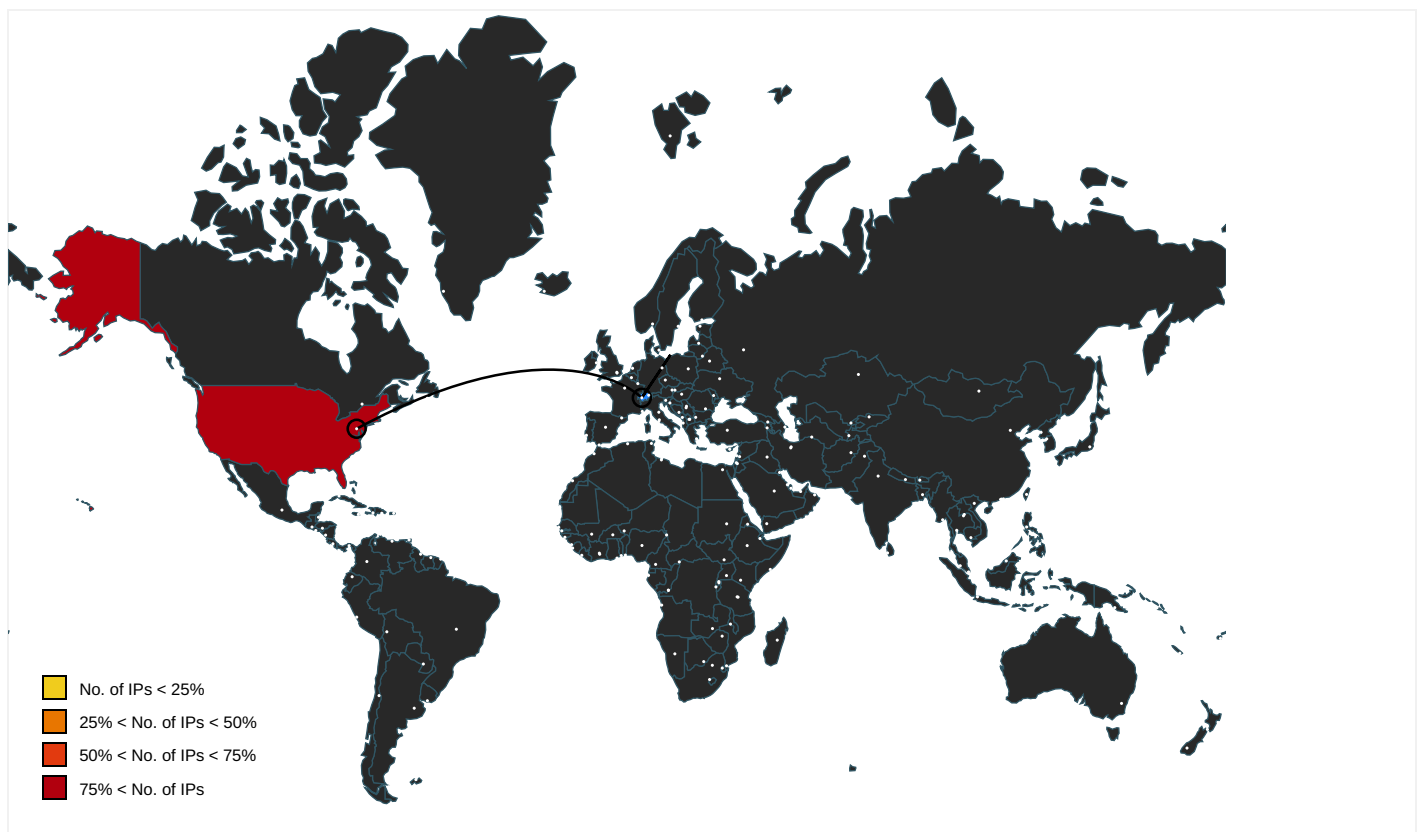 No. of IPs < 25%
25% < No. of IPs < 50%
50% < No. of IPs < 75%
75% < No. of IPs